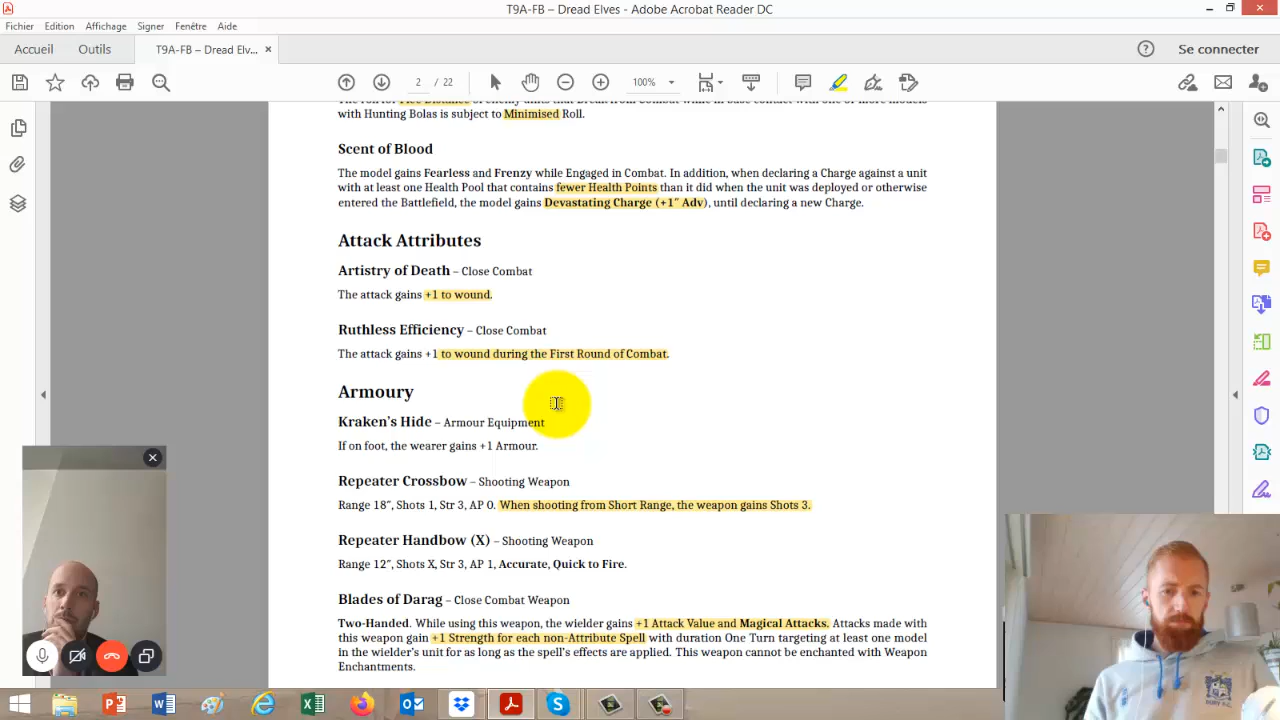 T9A-FB – Dread Elves - Adobe Acrobat Reader DC
Fichier Edition Affichage Signer Fenêtre Aide
Accueil Outils T9A-FB – Dread Elv... × Se connecter
2 / 22 100%
with Hunting Bolas is subject to Minimised Roll.
Scent of Blood
The model gains Fearless and Frenzy while Engaged in Combat. In addition, when declaring a Charge against a unit
with at least one Health Pool that contains fewer Health Points than it did when the unit was deployed or otherwise
entered the Battlefield, the model gains Devastating Charge (+1″ Adv), until declaring a new Charge.
Attack Attributes
Artistry of Death – Close Combat
The attack gains +1 to wound.
Ruthless Efficiency – Close Combat
The attack gains +1 to wound during the First Round of Combat.
Armoury
Kraken's Hide – Armour Equipment
If on foot, the wearer gains +1 Armour.
Repeater Crossbow – Shooting Weapon
Range 18″, Shots 1, Str 3, AP 0. When shooting from Short Range, the weapon gains Shots 3.
Repeater Handbow (X) – Shooting Weapon
Range 12″, Shots X, Str 3, AP 1, Accurate, Quick to Fire.
Blades of Darag – Close Combat Weapon
Two-Handed. While using this weapon, the wielder gains +1 Attack Value and Magical Attacks. Attacks made with
this weapon gain +1 Strength for each non-Attribute Spell with duration One Turn targeting at least one model
in the wielder's unit for as long as the spell's effects are applied. This weapon cannot be enchanted with Weapon
Enchantments.